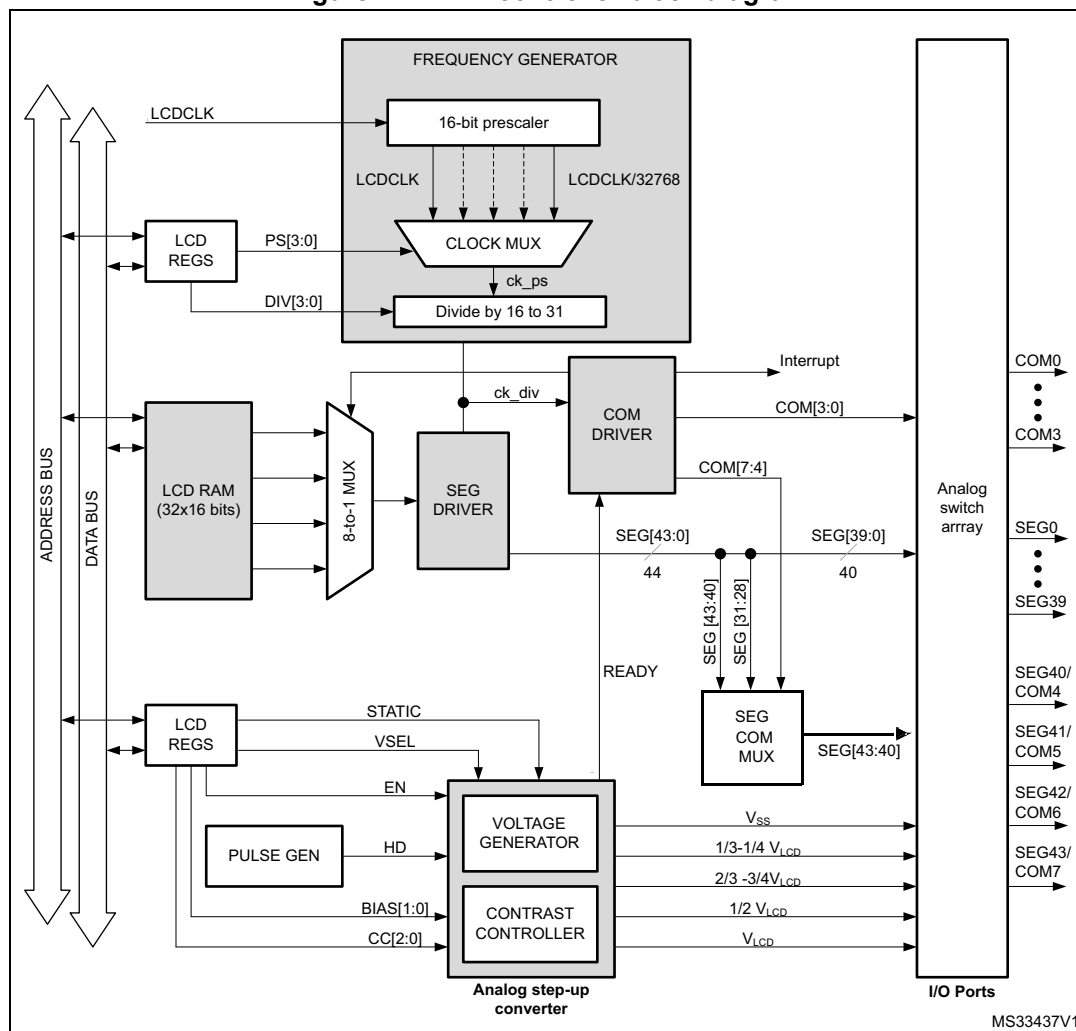 FREQUENCY GENERATOR
LCDCLK
16-bit prescaler
LCDCLK
LCDCLK/32768
LCD
REGS
PS[3:0]
CLOCK MUX
ck_ps
DIV[3:0]
Divide by 16 to 31
ADDRESS BUS
DATA BUS
Interrupt
COM0
ck_div
COM
DRIVER
COM[3:0]
COM3
LCD RAM
(32x16 bits)
8-to-1 MUX
SEG
DRIVER
COM[7:4]
Analog
switch
arrray
SEG[43:0]
44
SEG[39:0]
40
SEG0
SEG39
SEG [43:40]
SEG [31:28]
READY
SEG40/
COM4
LCD
REGS
STATIC
VSEL
SEG
COM
MUX
SEG[43:40]
SEG41/
COM5
EN
SEG42/
COM6
PULSE GEN
HD
VOLTAGE
GENERATOR
VSS
1/3-1/4 VLCD
SEG43/
COM7
2/3 -3/4VLCD
BIAS[1:0]
CONTRAST
CONTROLLER
1/2 VLCD
CC[2:0]
VLCD
Analog step-up
converter
I/O Ports
MS33437V1